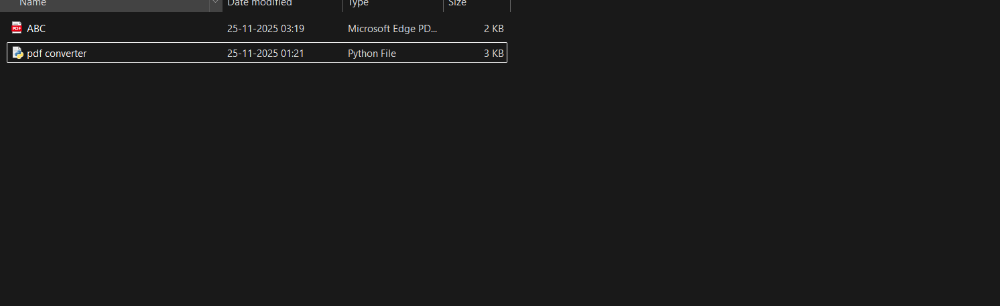 Name Date modified Type Size
ABC 25-11-2025 03:19 Microsoft Edge PD... 2 KB
pdf converter 25-11-2025 01:21 Python File 3 KB